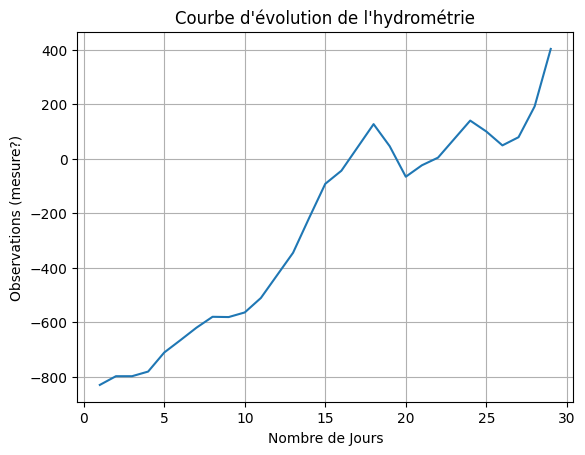 Courbe d'évolution de l'hydrométrie
Observations (mesure?)
400
200
0
−200
−400
−600
−800
0 5 10 15 20 25 30
Nombre de Jours